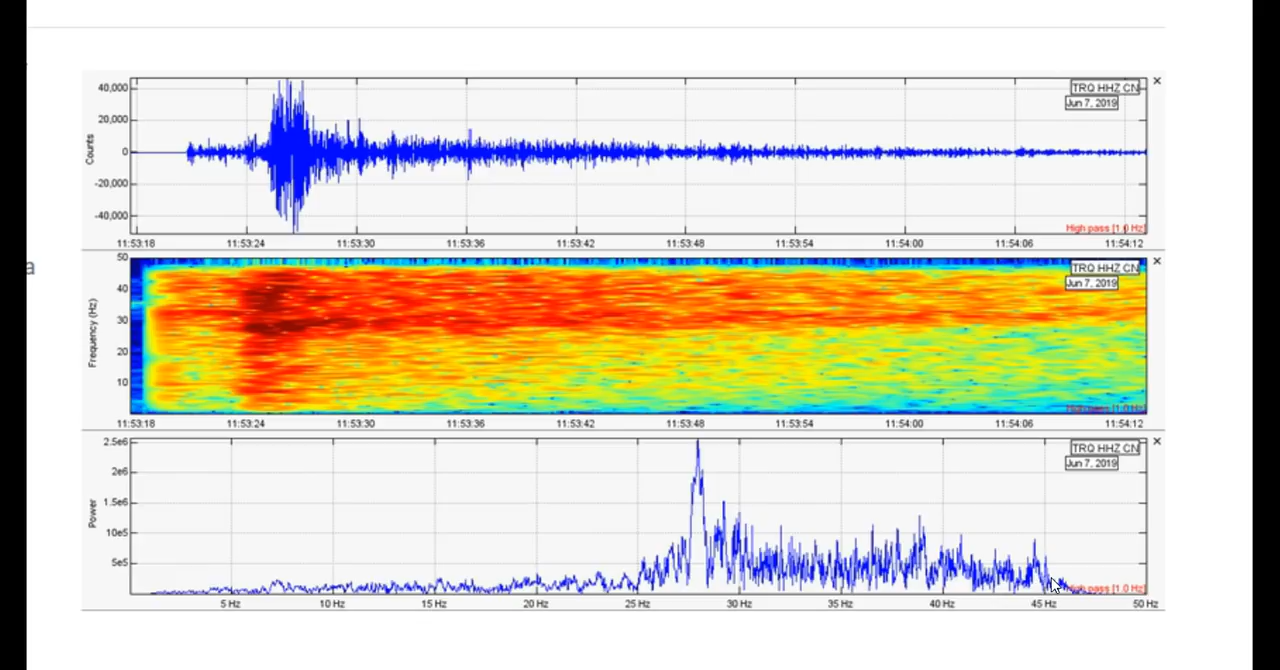 40,000
20,000
0
-20,000
-40,000
Counts
TRQ HHZ CN
Jun 7, 2019
High pass [1.0 Hz]
11:53:18 11:53:24 11:53:30 11:53:36 11:53:42 11:53:48 11:53:54 11:54:00 11:54:06 11:54:12
a
50
40
30
20
10
Frequency (Hz)
TRQ HHZ CN
Jun 7, 2019
High pass [1.0 Hz]
11:53:18 11:53:24 11:53:30 11:53:36 11:53:42 11:53:48 11:53:54 11:54:00 11:54:06 11:54:12
2.5e6
2e6
1.5e6
10e5
5e5
Power
TRQ HHZ CN
Jun 7, 2019
High pass [1.0 Hz]
5 Hz 10 Hz 15 Hz 20 Hz 25 Hz 30 Hz 35 Hz 40 Hz 45 Hz 50 Hz